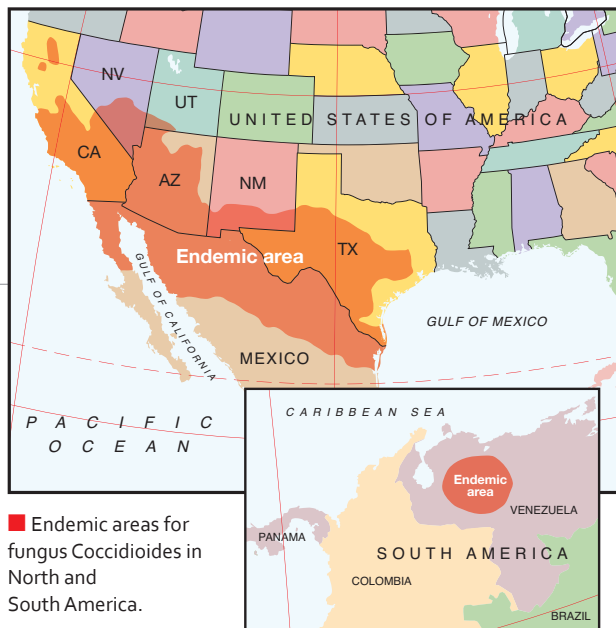 NV
UT
UNITED STATES OF AMERICA
CA
AZ
NM
TX
Endemic area
GULF OF CALIFORNIA
GULF OF MEXICO
MEXICO
PACIFIC
OCEAN
CARIBBEAN SEA
Endemic
area
VENEZUELA
PANAMA
SOUTH AMERICA
COLOMBIA
BRAZIL
Endemic areas for
fungus Coccidioides in
North and
South America.